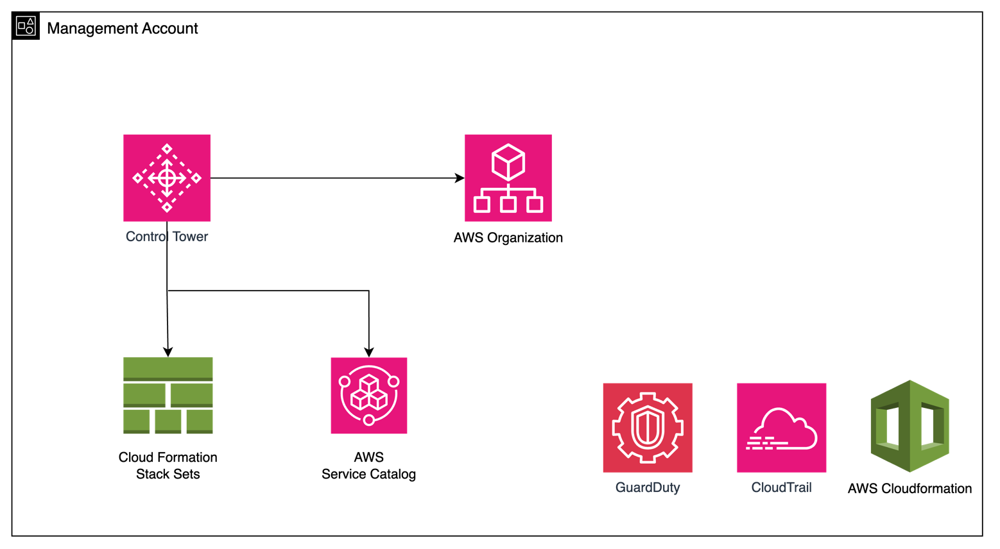 Management Account
Control Tower
AWS Organization
Cloud Formation
Stack Sets
AWS
Service Catalog
GuardDuty
CloudTrail
AWS Cloudformation